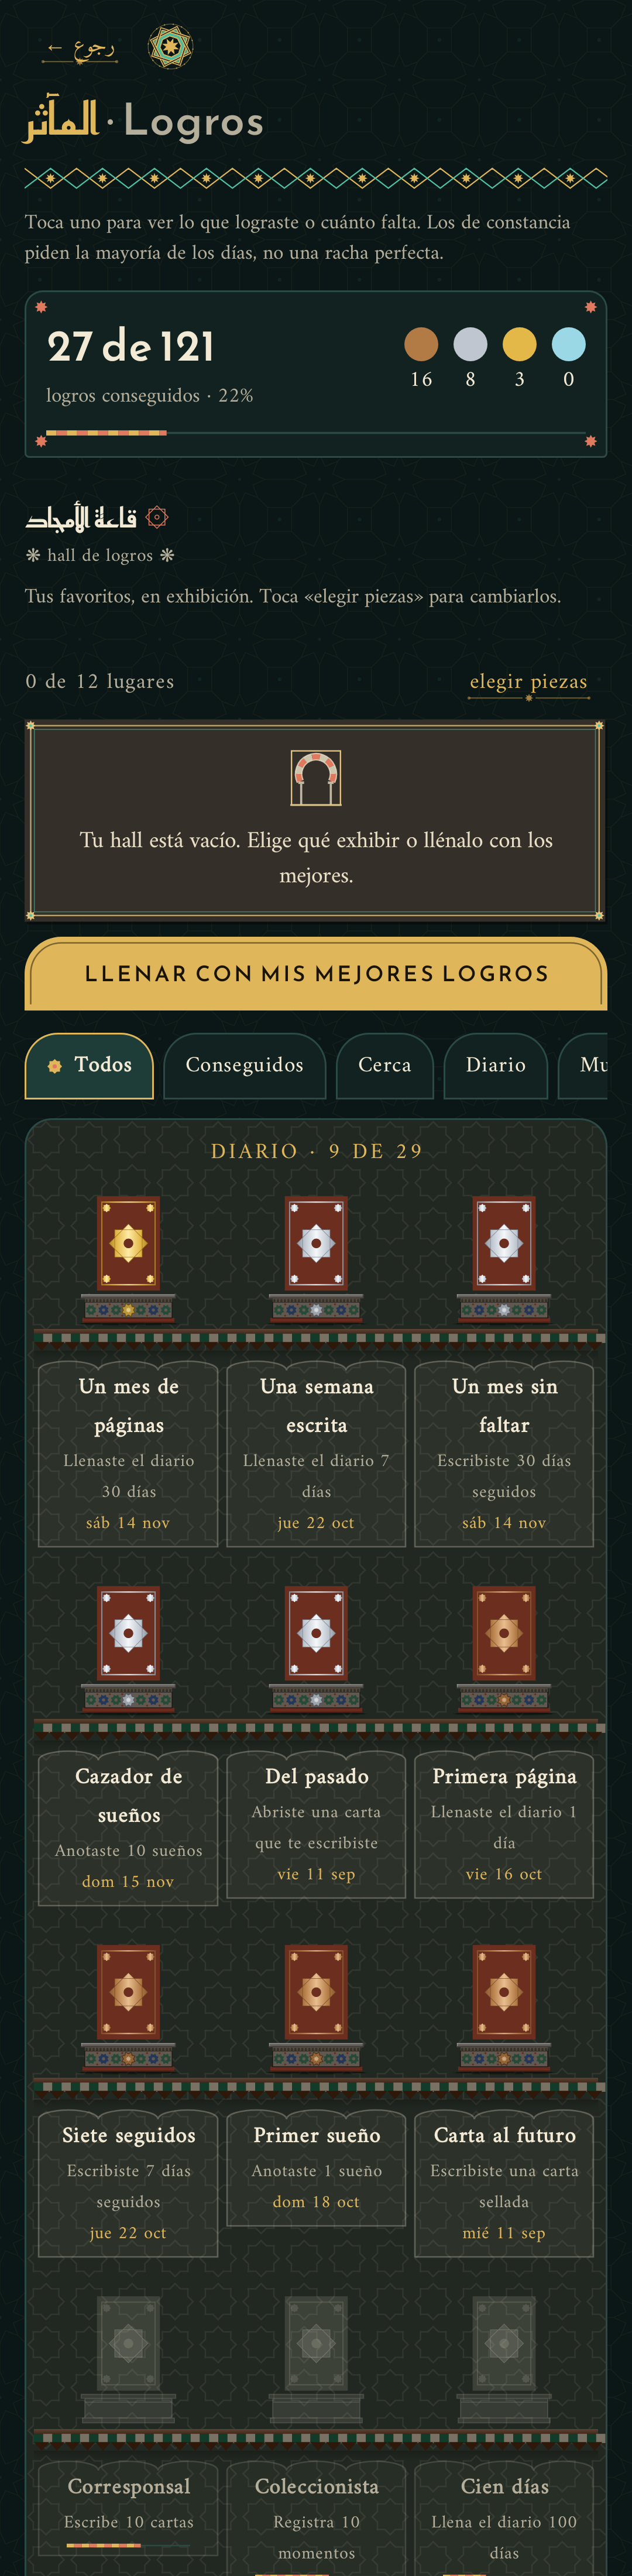 ← رجوع
المآثر · Logros
Toca uno para ver lo que lograste o cuánto falta. Los de constancia
piden la mayoría de los días, no una racha perfecta.
27 de 121
logros conseguidos · 22%
16 8 3 0
قاعة الأمجاد
hall de logros
Tus favoritos, en exhibición. Toca «elegir piezas» para cambiarlos.
0 de 12 lugares
elegir piezas
Tu hall está vacío. Elige qué exhibir o llénalo con los
mejores.
LLENAR CON MIS MEJORES LOGROS
Todos Conseguidos Cerca Diario Mu
DIARIO · 9 DE 29
Un mes de
páginas
Llenaste el diario
30 días
sáb 14 nov
Una semana
escrita
Llenaste el diario 7
días
jue 22 oct
Un mes sin
faltar
Escribiste 30 días
seguidos
sáb 14 nov
Cazador de
sueños
Anotaste 10 sueños
dom 15 nov
Del pasado
Abriste una carta
que te escribiste
vie 11 sep
Primera página
Llenaste el diario 1
día
vie 16 oct
Siete seguidos
Escribiste 7 días
seguidos
jue 22 oct
Primer sueño
Anotaste 1 sueño
dom 18 oct
Carta al futuro
Escribiste una carta
sellada
mié 11 sep
Corresponsal
Escribe 10 cartas
Coleccionista
Registra 10
momentos
Cien días
Llena el diario 100
días